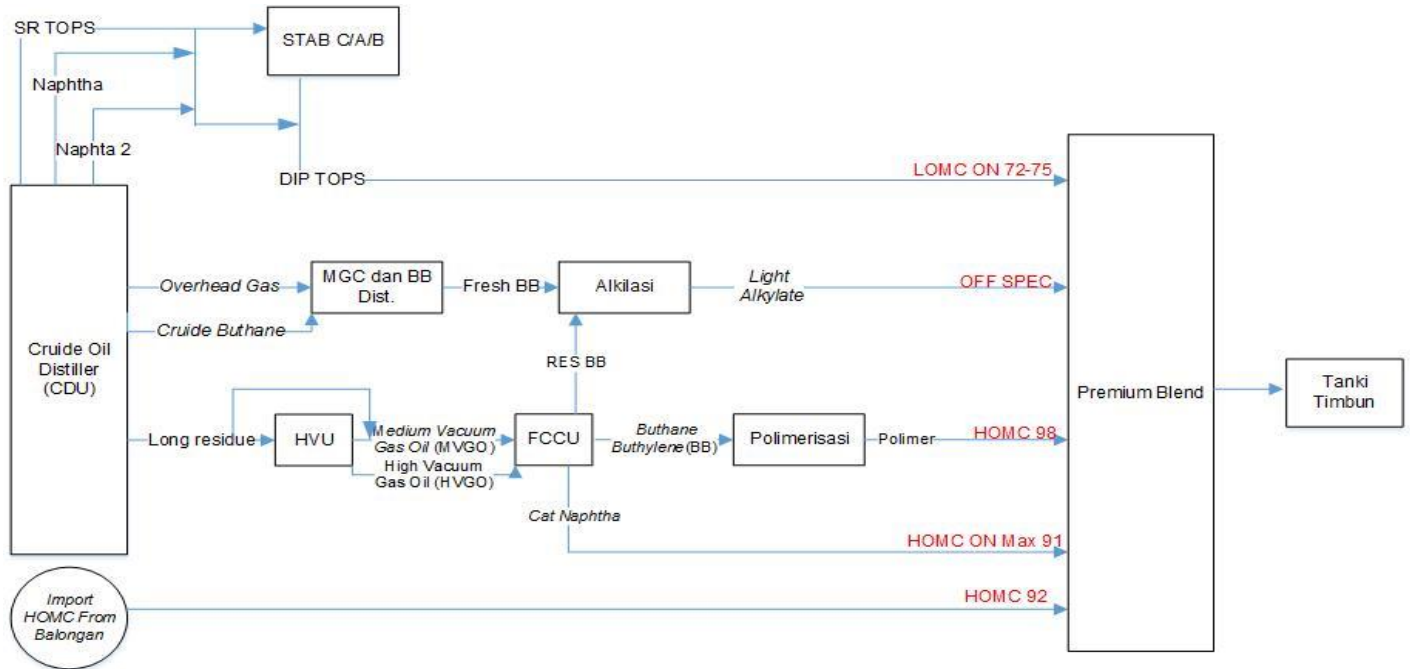 SR TOPS
STAB C/A/B
Naphtha
Naphta 2
DIP TOPS
LOMC ON 72-75
Overhead Gas
MGC dan BB
Dist.
Fresh BB
Alkilasi
Light
Alkylate
OFF SPEC
Cruide Buthane
Cruide Oil
Distiller
(CDU)
RES BB
Premium Blend
Tanki
Timbun
Long residue
HVU
Medium Vacuum
Gas Oil (MVGO)
High Vacuum
Gas Oil (HVGO)
FCCU
Buthane
Buthylene (BB)
Polimerisasi
Polimer
HOMC 98
Cat Naphtha
HOMC ON Max 91
Import
HOMC From
Balongan
HOMC 92